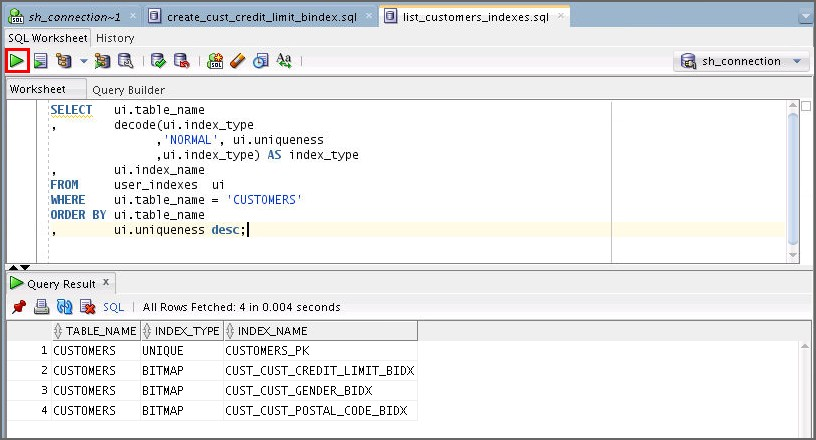 sh_connection~1 create_cust_credit_limit_bindex.sql list_customers_indexes.sql
SQL Worksheet History
sh_connection
Worksheet Query Builder
SELECT ui.table_name
, decode(ui.index_type
,'NORMAL', ui.uniqueness
,ui.index_type) AS index_type
, ui.index_name
FROM user_indexes ui
WHERE ui.table_name = 'CUSTOMERS'
ORDER BY ui.table_name
, ui.uniqueness desc;
Query Result
SQL | All Rows Fetched: 4 in 0.004 seconds
TABLE_NAME INDEX_TYPE INDEX_NAME
1 CUSTOMERS UNIQUE CUSTOMERS_PK
2 CUSTOMERS BITMAP CUST_CUST_CREDIT_LIMIT_BIDX
3 CUSTOMERS BITMAP CUST_CUST_GENDER_BIDX
4 CUSTOMERS BITMAP CUST_CUST_POSTAL_CODE_BIDX